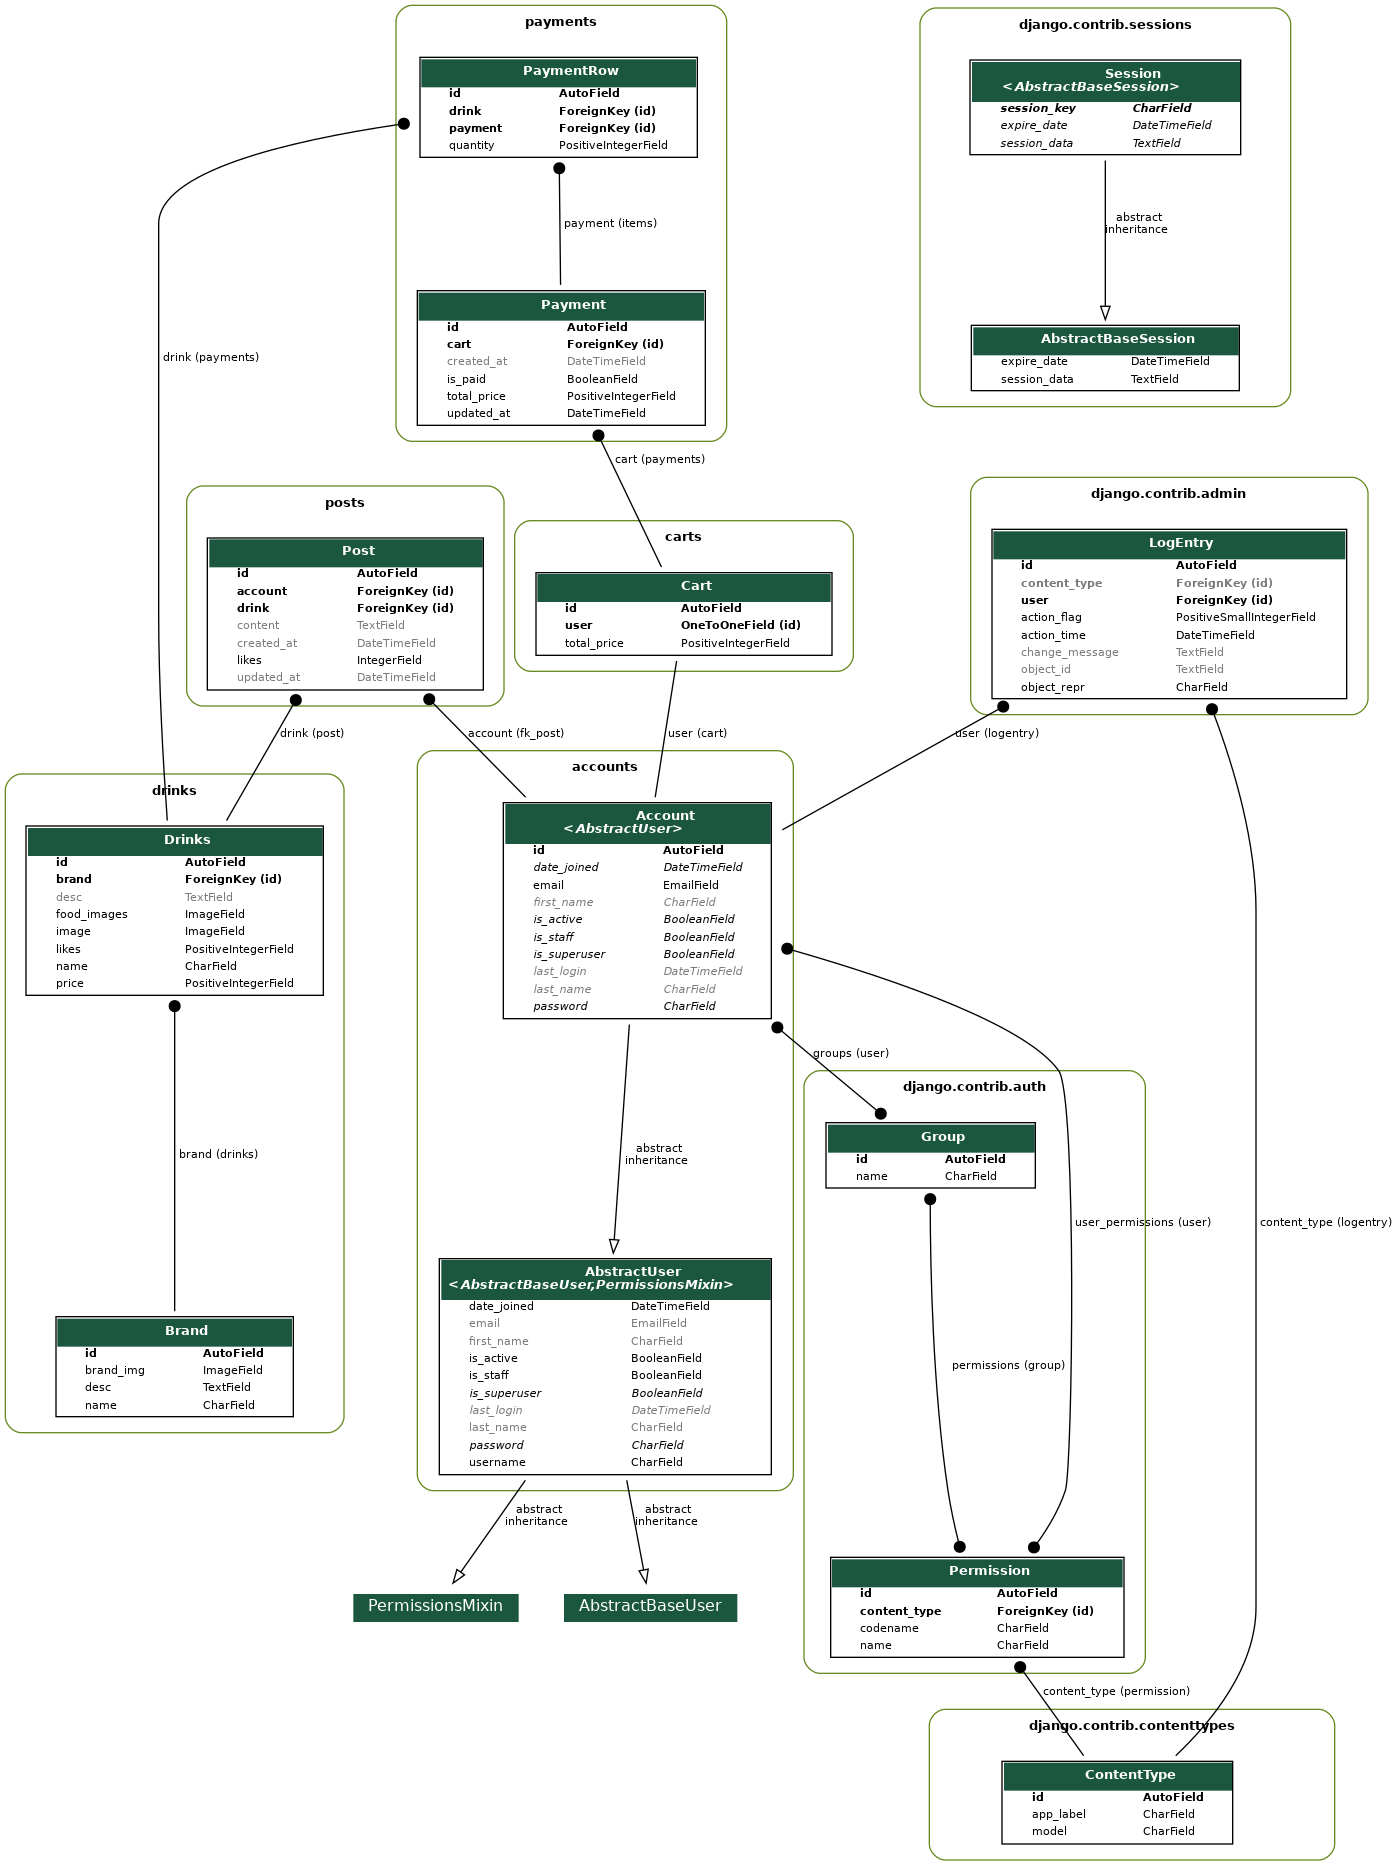 payments
PaymentRow
id AutoField
drink ForeignKey (id)
payment ForeignKey (id)
quantity PositiveIntegerField
payment (items)
drink (payments)
Payment
id AutoField
cart ForeignKey (id)
created_at DateTimeField
is_paid BooleanField
total_price PositiveIntegerField
updated_at DateTimeField
cart (payments)
django.contrib.sessions
Session
<AbstractBaseSession>
session_key CharField
expire_date DateTimeField
session_data TextField
abstract
inheritance
AbstractBaseSession
expire_date DateTimeField
session_data TextField
posts
Post
id AutoField
account ForeignKey (id)
drink ForeignKey (id)
content TextField
created_at DateTimeField
likes IntegerField
updated_at DateTimeField
drink (post)
account (fk_post)
carts
Cart
id AutoField
user OneToOneField (id)
total_price PositiveIntegerField
user (cart)
django.contrib.admin
LogEntry
id AutoField
content_type ForeignKey (id)
user ForeignKey (id)
action_flag PositiveSmallIntegerField
action_time DateTimeField
change_message TextField
object_id TextField
object_repr CharField
user (logentry)
content_type (logentry)
drinks
Drinks
id AutoField
brand ForeignKey (id)
desc TextField
food_images ImageField
image ImageField
likes PositiveIntegerField
name CharField
price PositiveIntegerField
brand (drinks)
Brand
id AutoField
brand_img ImageField
desc TextField
name CharField
accounts
Account
<AbstractUser>
id AutoField
date_joined DateTimeField
email EmailField
first_name CharField
is_active BooleanField
is_staff BooleanField
is_superuser BooleanField
last_login DateTimeField
last_name CharField
password CharField
groups (user)
abstract
inheritance
AbstractUser
<AbstractBaseUser,PermissionsMixin>
date_joined DateTimeField
email EmailField
first_name CharField
is_active BooleanField
is_staff BooleanField
is_superuser BooleanField
last_login DateTimeField
last_name CharField
password CharField
username CharField
abstract
inheritance
abstract
inheritance
PermissionsMixin
AbstractBaseUser
django.contrib.auth
Group
id AutoField
name CharField
user_permissions (user)
permissions (group)
Permission
id AutoField
content_type ForeignKey (id)
codename CharField
name CharField
content_type (permission)
django.contrib.contenttypes
ContentType
id AutoField
app_label CharField
model CharField